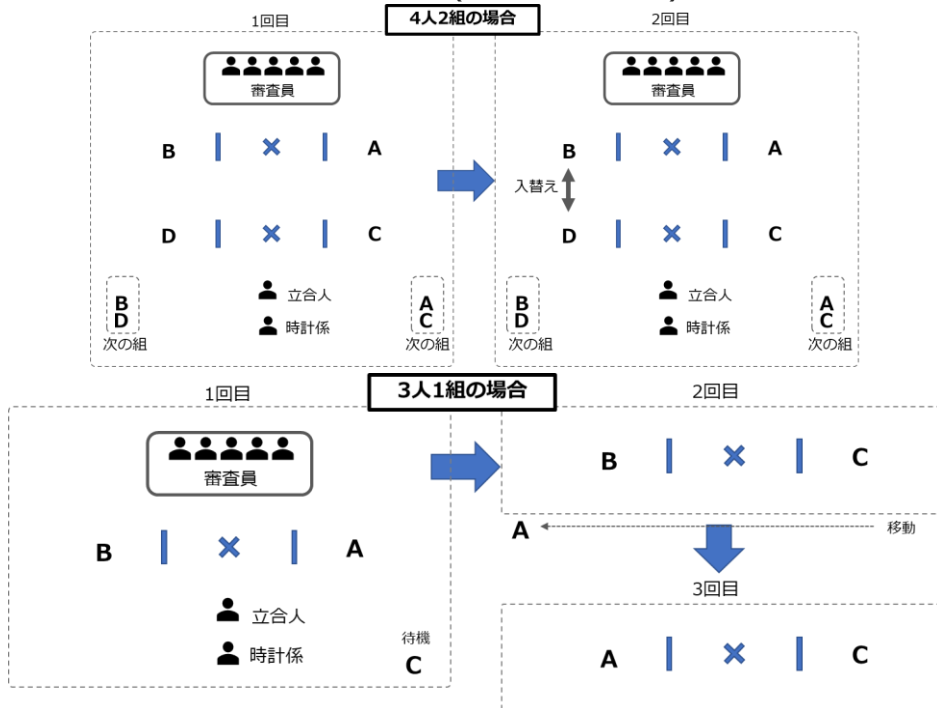 4人2組の場合
1回目
2回目
審査員
審査員
B
A
B
A
入替え
D
C
D
C
立合人
立合人
B
D
A
C
B
D
A
C
時計係
時計係
次の組
次の組
次の組
次の組
3人1組の場合
1回目
2回目
審査員
B
C
A
移動
B
A
3回目
立合人
待機
時計係
C
A
C